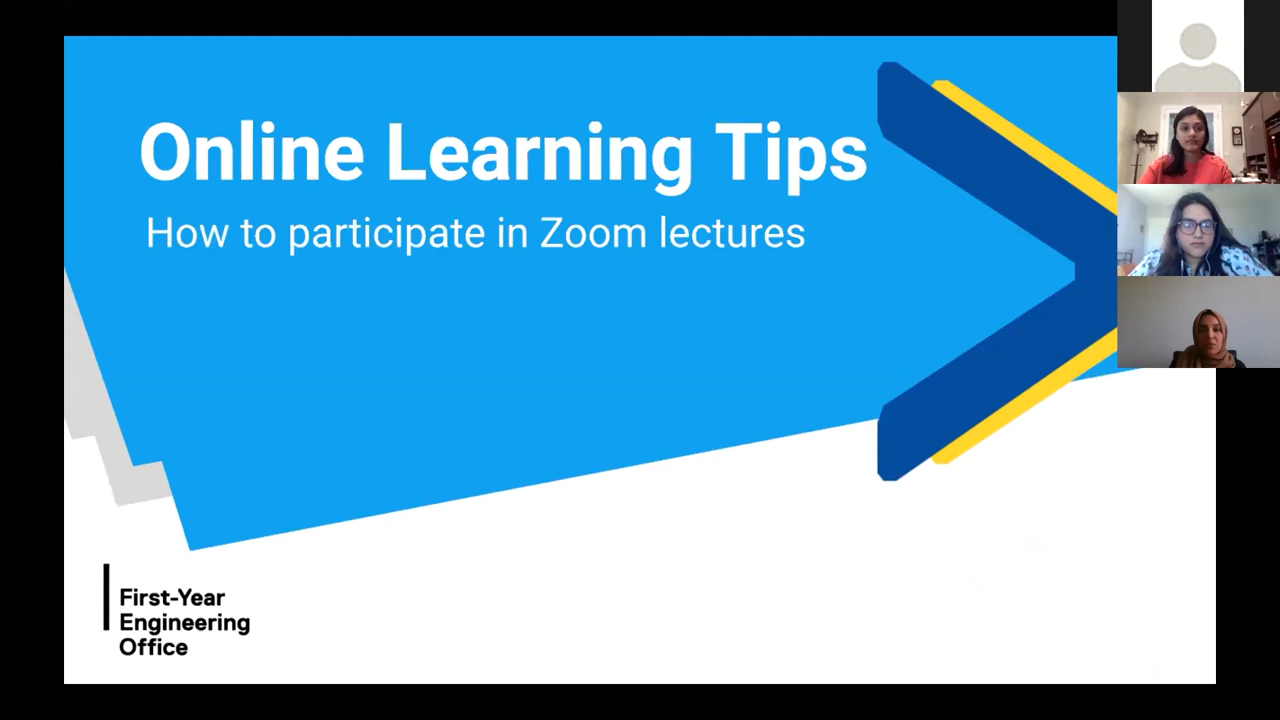 Online Learning Tips
How to participate in Zoom lectures
First-Year
Engineering
Office